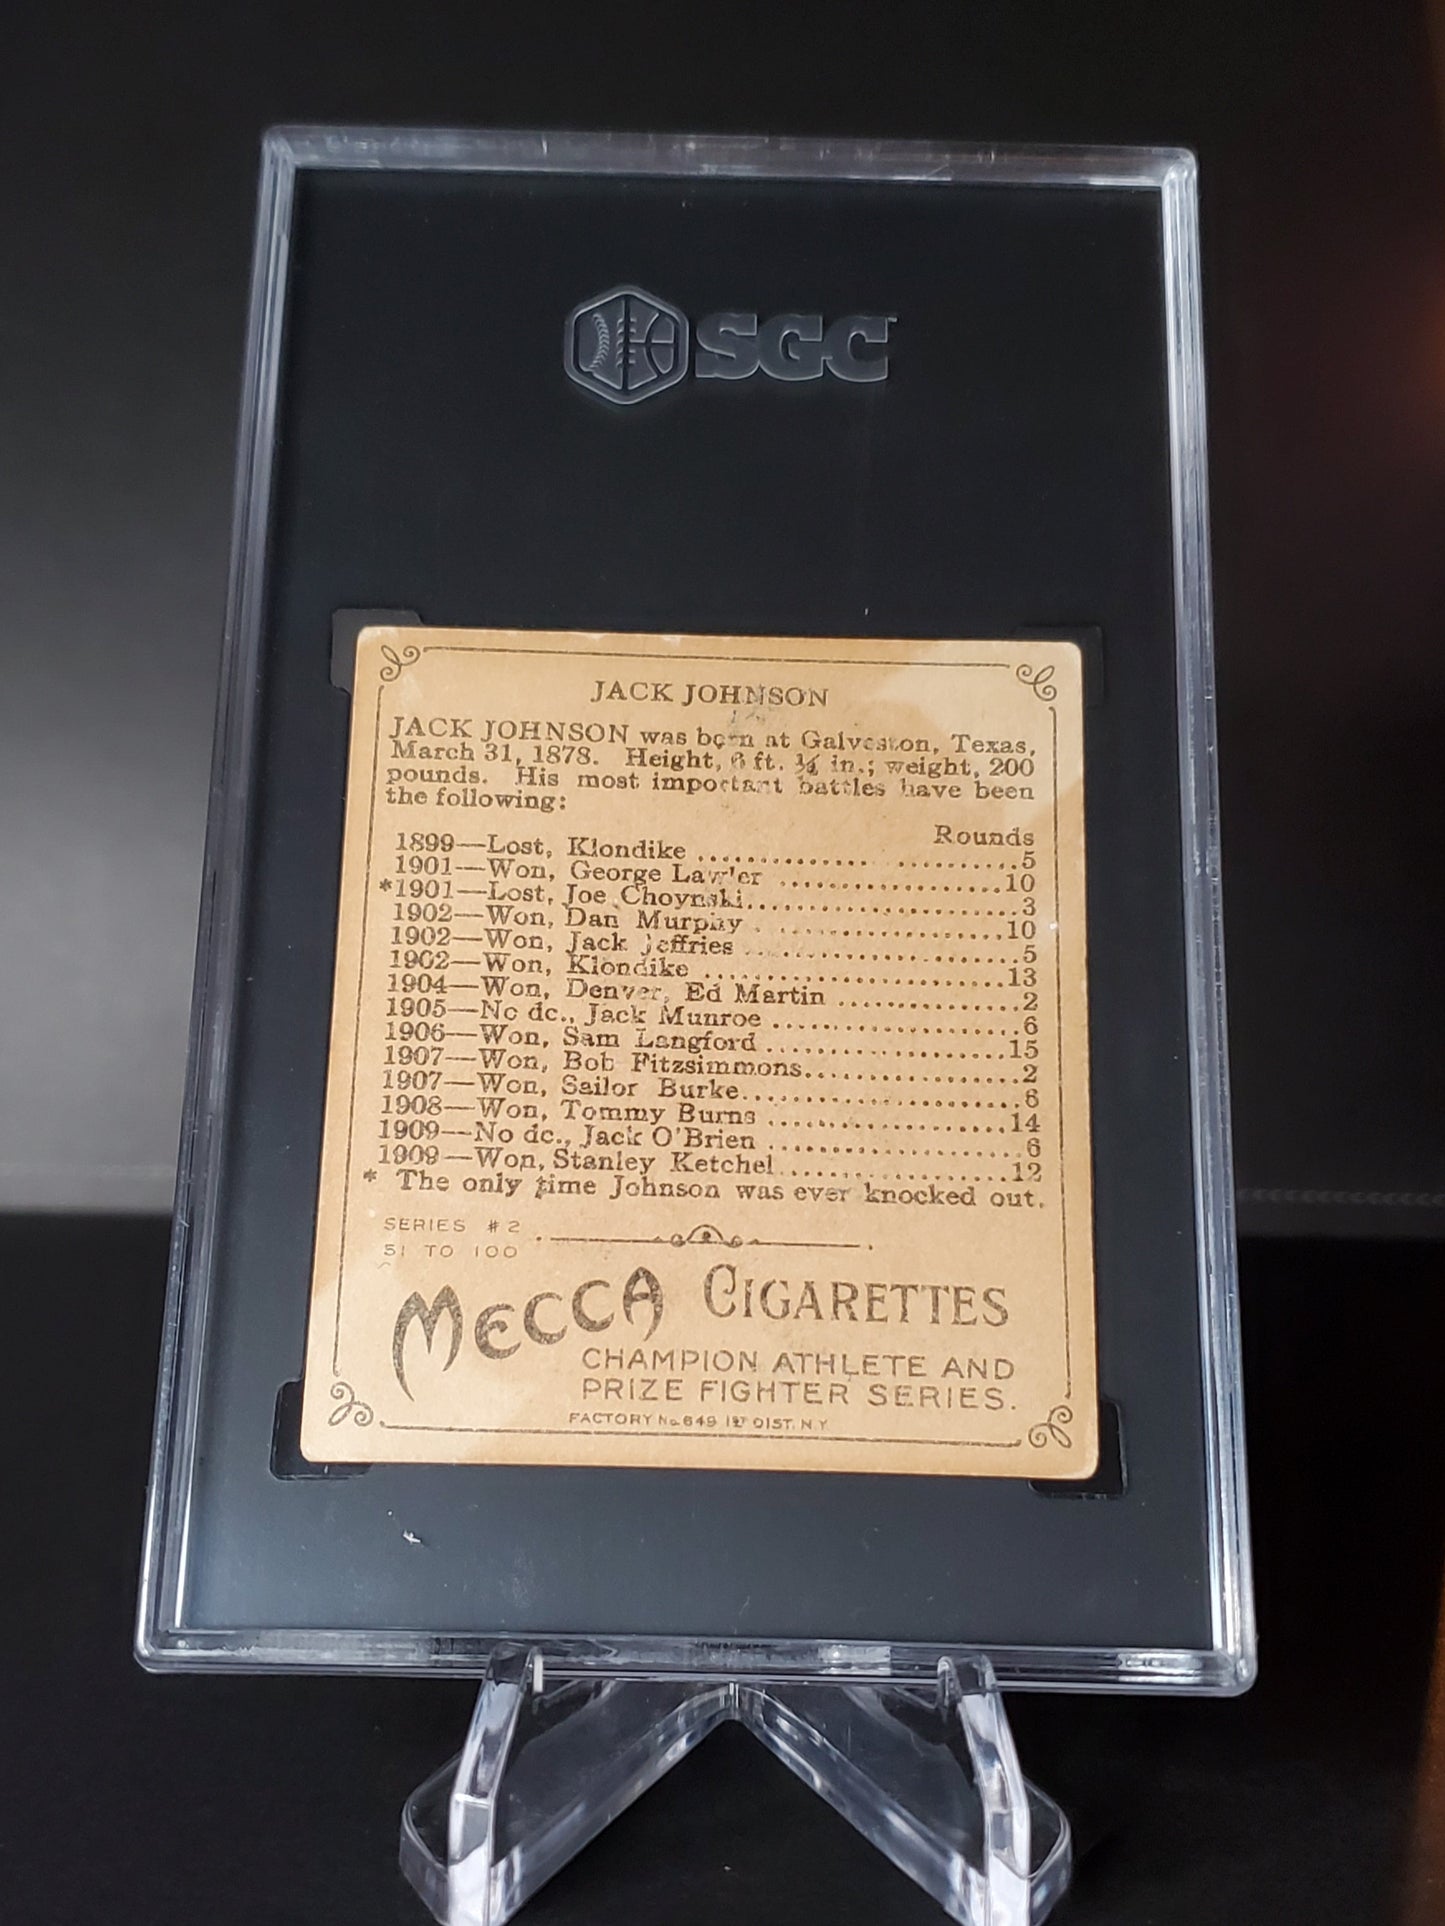 SGC
JACK JOHNSON
JACK JOHNSON was born at Galveston, Texas,
March 31, 1878. Height, 6 ft. ¼ in.; weight, 200
pounds. His most important battles have been
the following:
Rounds
1899—Lost, Klondike ........................5
1901—Won, George Lawler ...................10
*1901—Lost, Joe Choynski.......................3
1902—Won, Dan Murphy ....................10
1902—Won, Jack Jeffries ......................5
1902—Won, Klondike ......................13
1904—Won, Denver, Ed Martin ..............2
1905—No dc., Jack Munroe ...................6
1906—Won, Sam Langford ..................15
1907—Won, Bob Fitzsimmons................2
1907—Won, Sailor Burke.....................6
1908—Won, Tommy Burns ..................14
1909—No dc., Jack O'Brien ..................6
1909—Won, Stanley Ketchel.................12
* The only time Johnson was ever knocked out.
SERIES #2
51 TO 100
MECCA CIGARETTES
CHAMPION ATHLETE AND
PRIZE FIGHTER SERIES.
FACTORY No. 649 1ST DIST. N.Y.